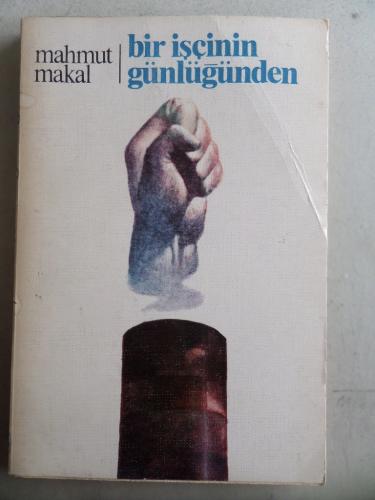 mahmut
makal
bir işçinin
günlüğünden